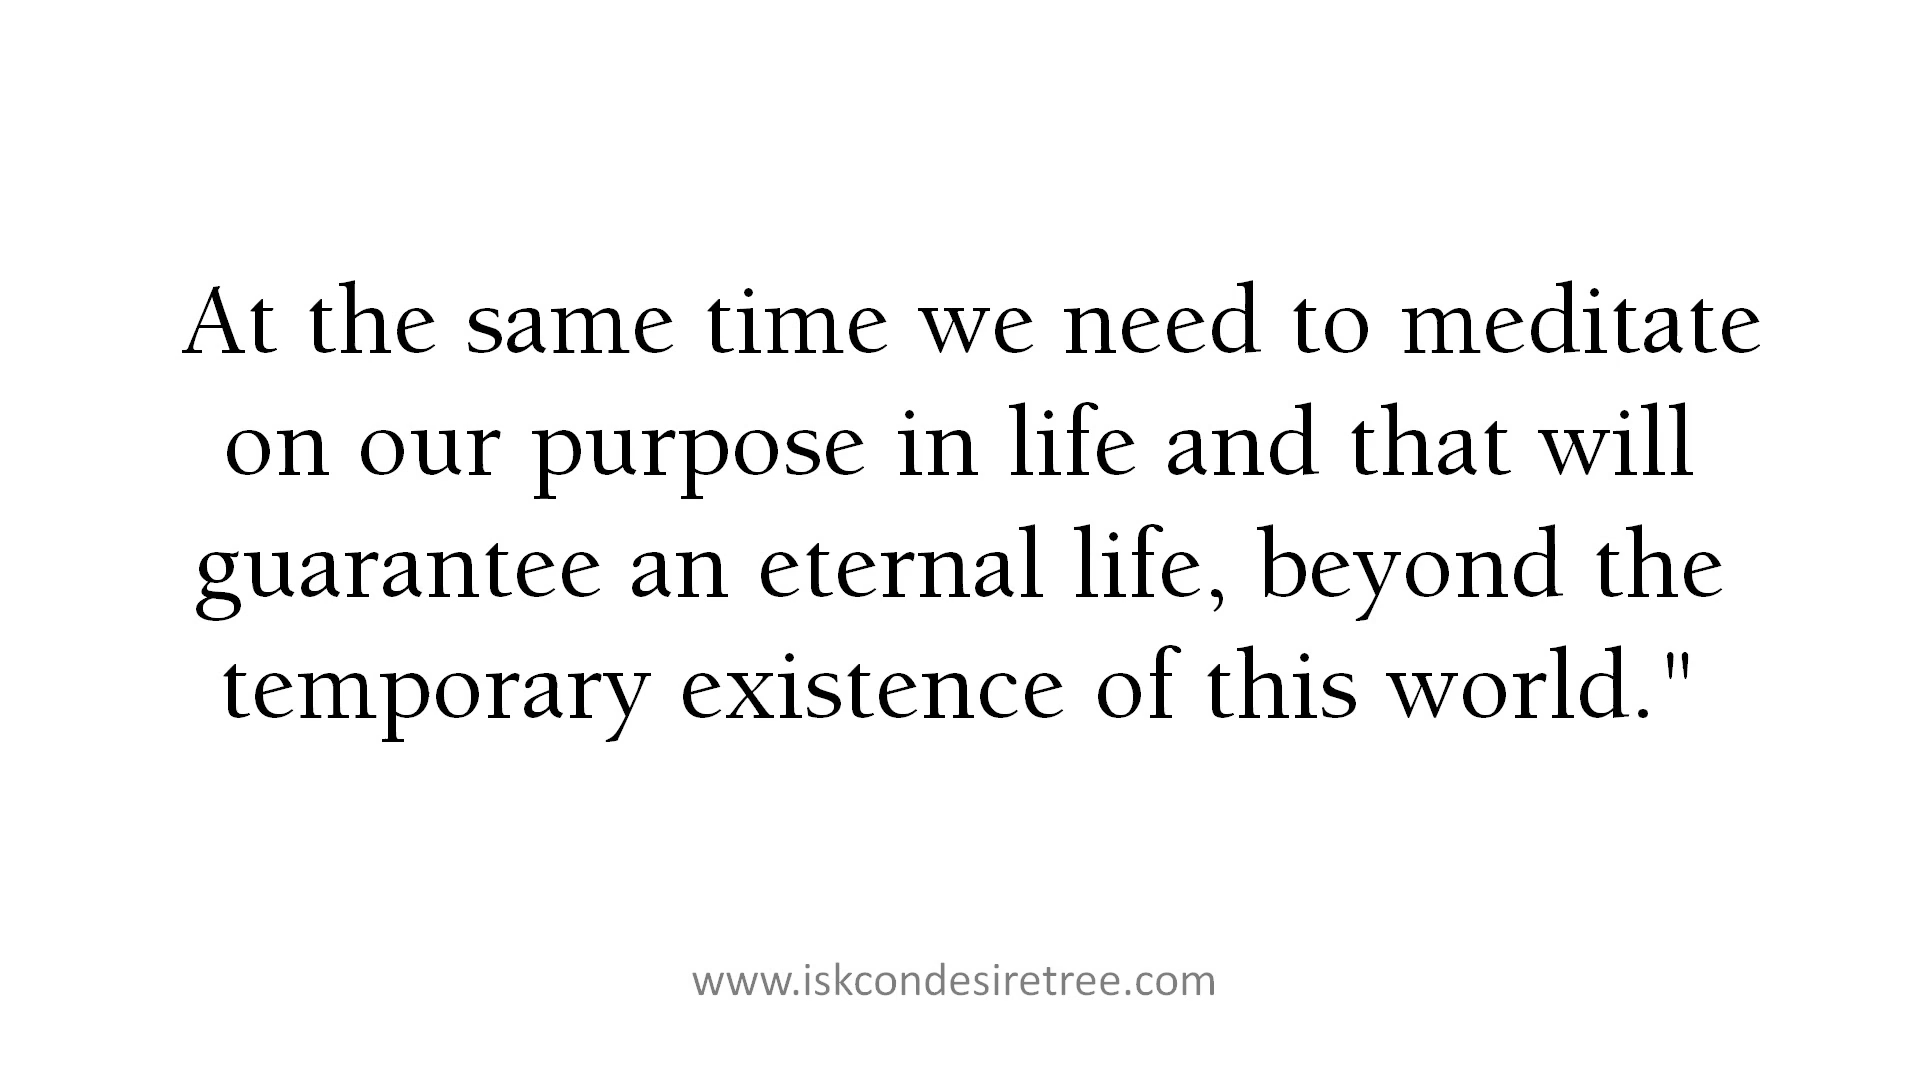 At the same time we need to meditate
on our purpose in life and that will
guarantee an eternal life, beyond the
temporary existence of this world."
www.iskcondesiretree.com